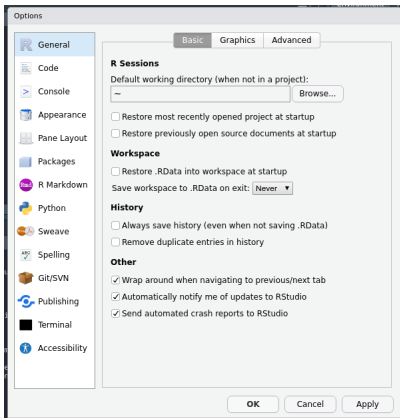 Options
General
Code
Console
Appearance
Pane Layout
Packages
Rmd
R Markdown
Python
Sweave
ABC
Spelling
Git/SVN
Publishing
Terminal
Accessibility
Basic Graphics Advanced
R Sessions
Default working directory (when not in a project):
~ Browse...
Restore most recently opened project at startup
Restore previously open source documents at startup
Workspace
Restore .RData into workspace at startup
Save workspace to .RData on exit: Never
History
Always save history (even when not saving .RData)
Remove duplicate entries in history
Other
Wrap around when navigating to previous/next tab
Automatically notify me of updates to RStudio
Send automated crash reports to RStudio
OK Cancel Apply